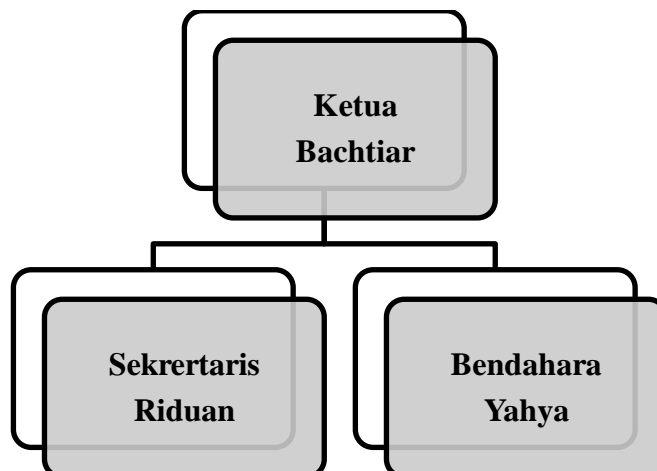 Ketua
Bachtiar
Sekrertaris
Riduan
Bendahara
Yahya